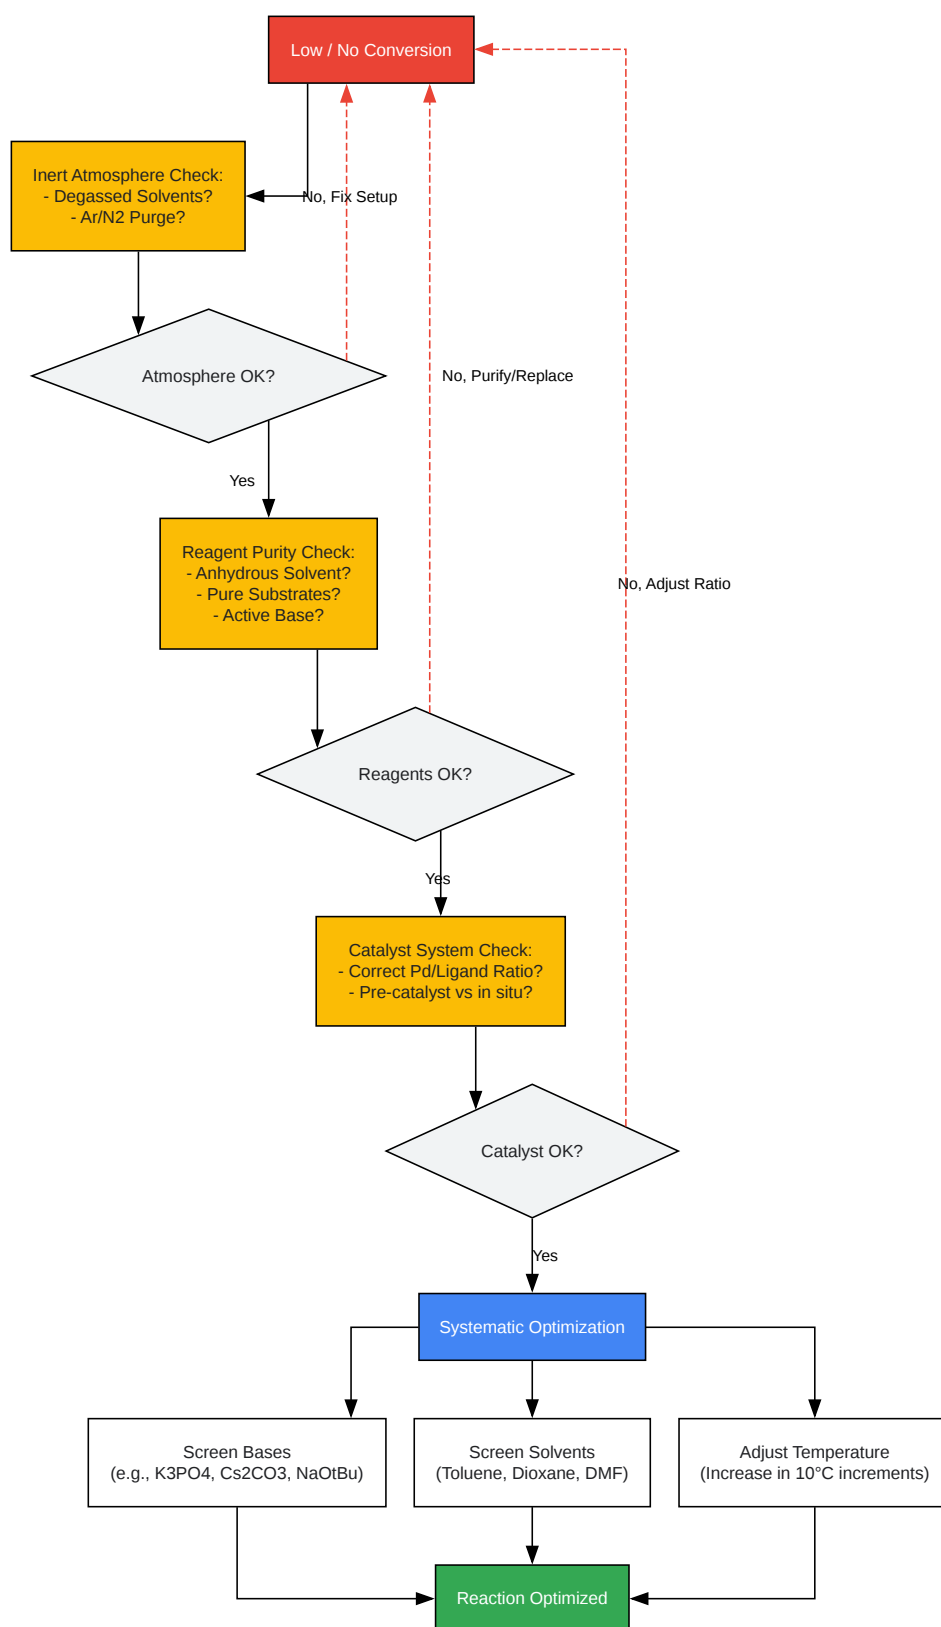 Low / No Conversion
Inert Atmosphere Check:
- Degassed Solvents?
- Ar/N2 Purge?
No, Fix Setup
Atmosphere OK?
No, Purify/Replace
Yes
Reagent Purity Check:
- Anhydrous Solvent?
- Pure Substrates?
- Active Base?
No, Adjust Ratio
Reagents OK?
Yes
Catalyst System Check:
- Correct Pd/Ligand Ratio?
- Pre-catalyst vs in situ?
Catalyst OK?
Yes
Systematic Optimization
Screen Bases
(e.g., K3PO4, Cs2CO3, NaOtBu)
Screen Solvents
(Toluene, Dioxane, DMF)
Adjust Temperature
(Increase in 10°C increments)
Reaction Optimized